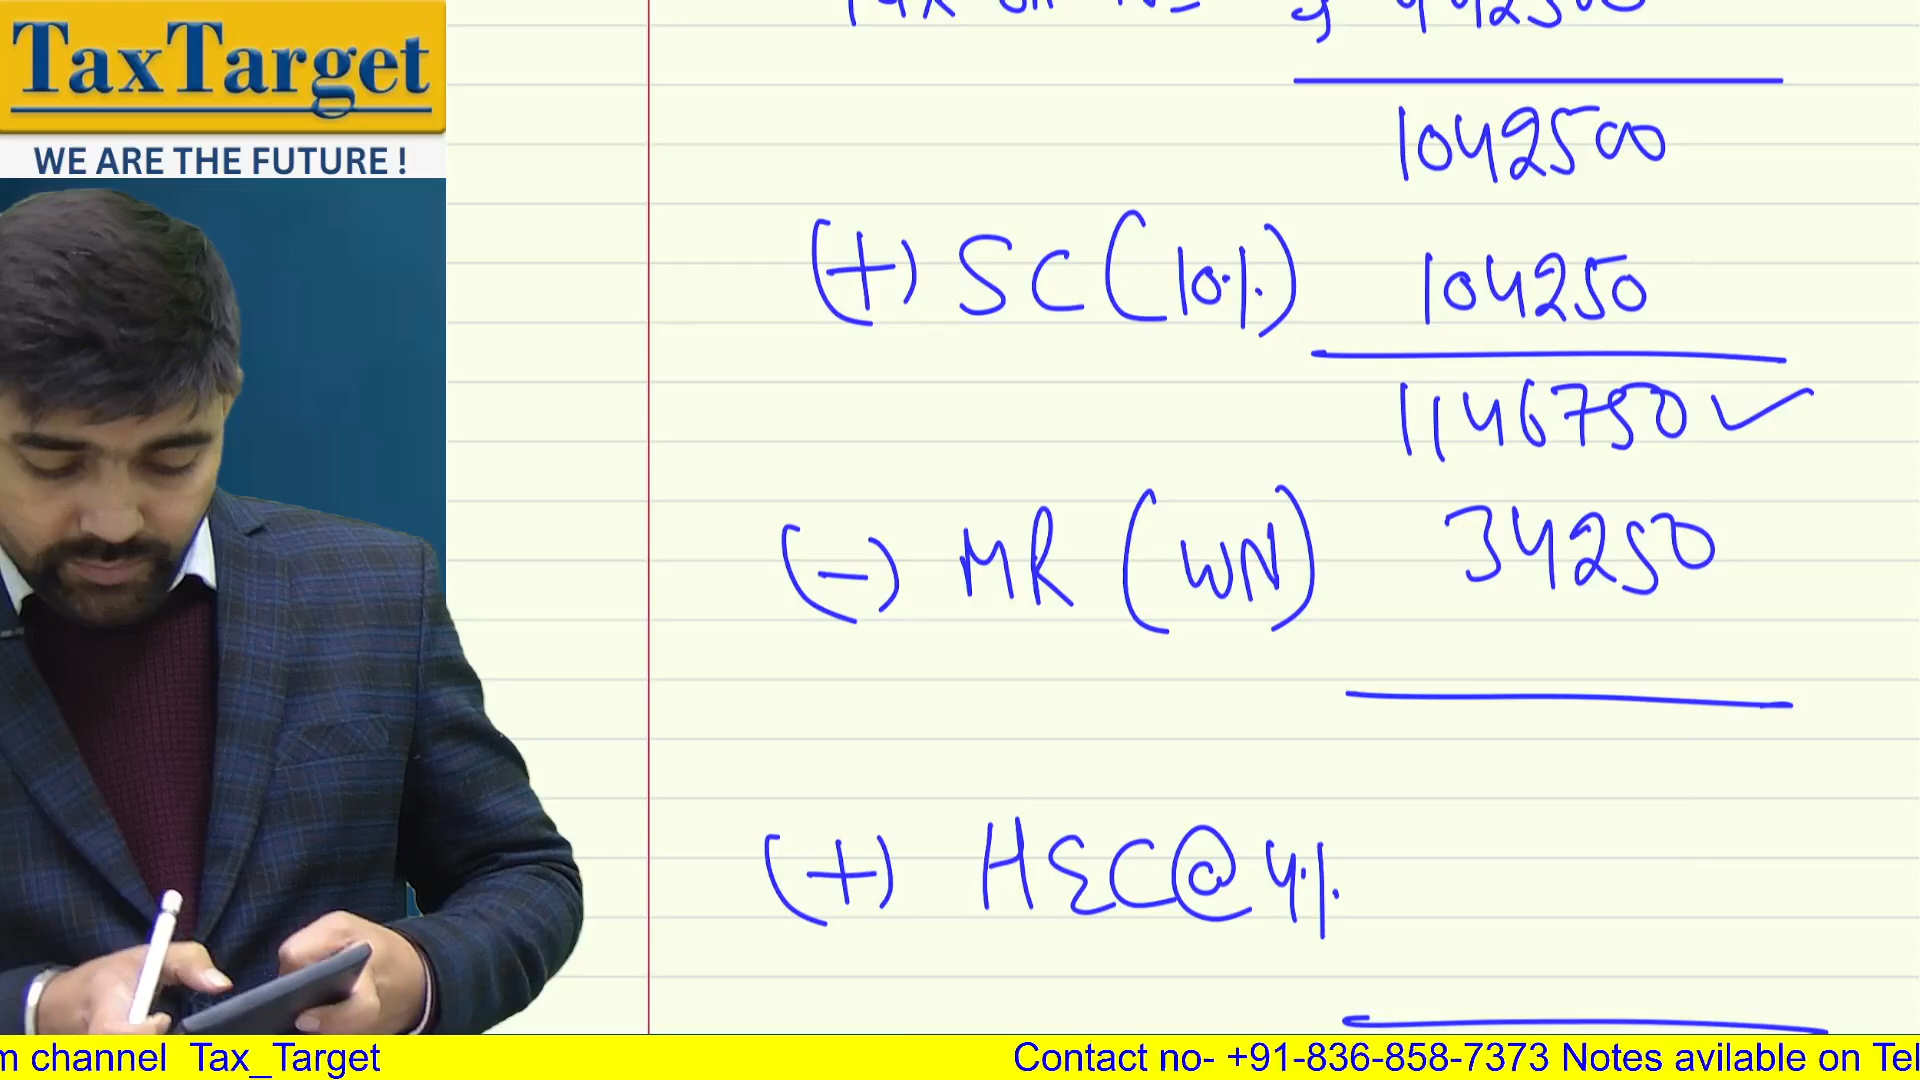 TaxTarget
WE ARE THE FUTURE !
1042500
(+) SC (10%) 104250
1146750 ✓
(-) MR (WN) 34250
(+) H&C @ 4%
m channel Tax_Target
Contact no- +91-836-858-7373 Notes avilable on Tel